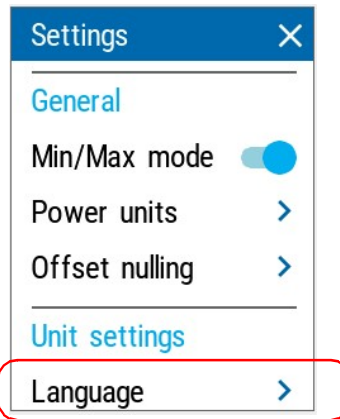 Settings
General
Min/Max mode
Power units
Offset nulling
Unit settings
Language